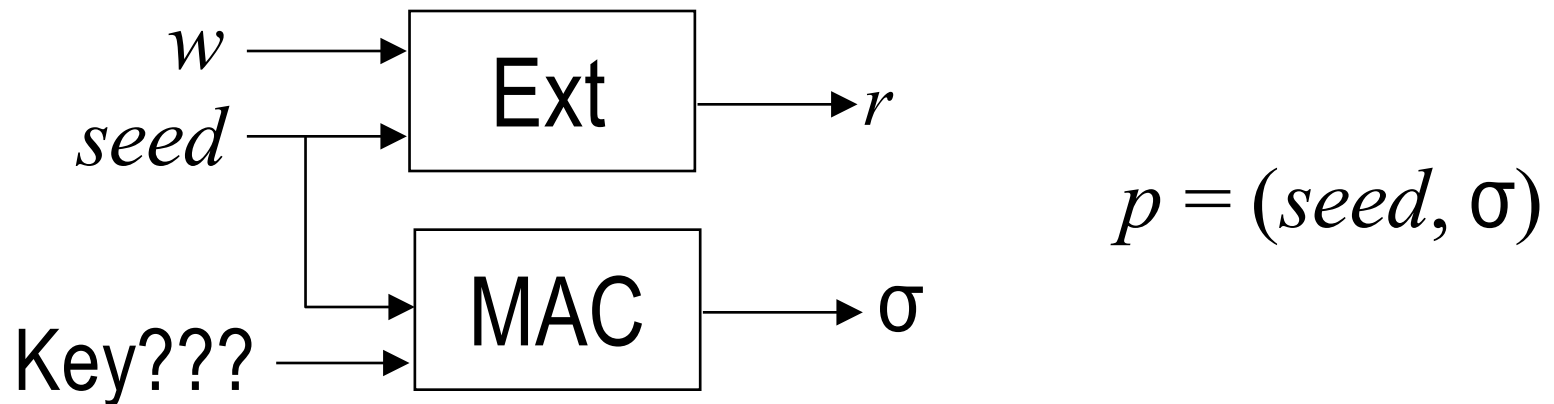 w
Ext
r
seed
p = (seed, σ)
MAC
σ
Key???